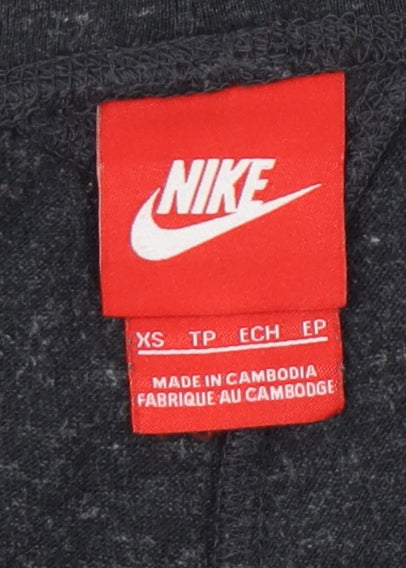 NIKE
XS TP ECH EP
MADE IN CAMBODIA
FABRIQUE AU CAMBODGE